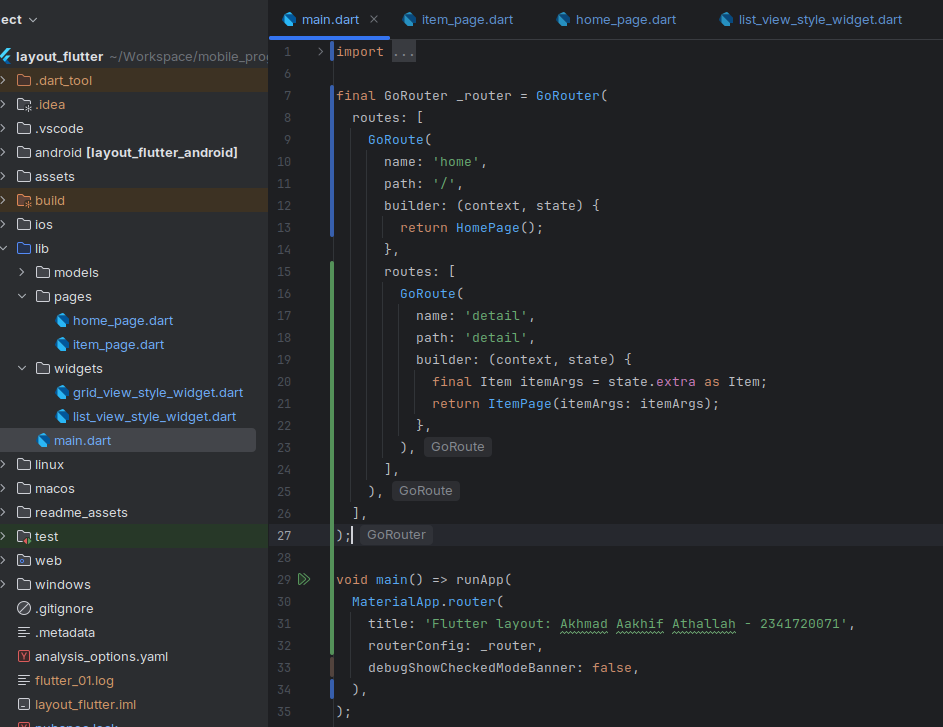 ect
layout_flutter ~/Workspace/mobile_pro
.dart_tool
.idea
.vscode
android [layout_flutter_android]
assets
build
ios
lib
models
pages
home_page.dart
item_page.dart
widgets
grid_view_style_widget.dart
list_view_style_widget.dart
main.dart
linux
macos
readme_assets
test
web
windows
.gitignore
.metadata
analysis_options.yaml
flutter_01.log
layout_flutter.iml
main.dart × item_page.dart home_page.dart list_view_style_widget.dart
1 import ...
6
7 final GoRouter _router = GoRouter(
8 routes: [
9 GoRoute(
10 name: 'home',
11 path: '/',
12 builder: (context, state) {
13 return HomePage();
14 },
15 routes: [
16 GoRoute(
17 name: 'detail',
18 path: 'detail',
19 builder: (context, state) {
20 final Item itemArgs = state.extra as Item;
21 return ItemPage(itemArgs: itemArgs);
22 },
23 ), GoRoute
24 ],
25 ), GoRoute
26 ],
27 ); GoRouter
28
29 void main() => runApp(
30 MaterialApp.router(
31 title: 'Flutter layout: Akhmad Aakhif Athallah - 2341720071',
32 routerConfig: _router,
33 debugShowCheckedModeBanner: false,
34 ),
35 );